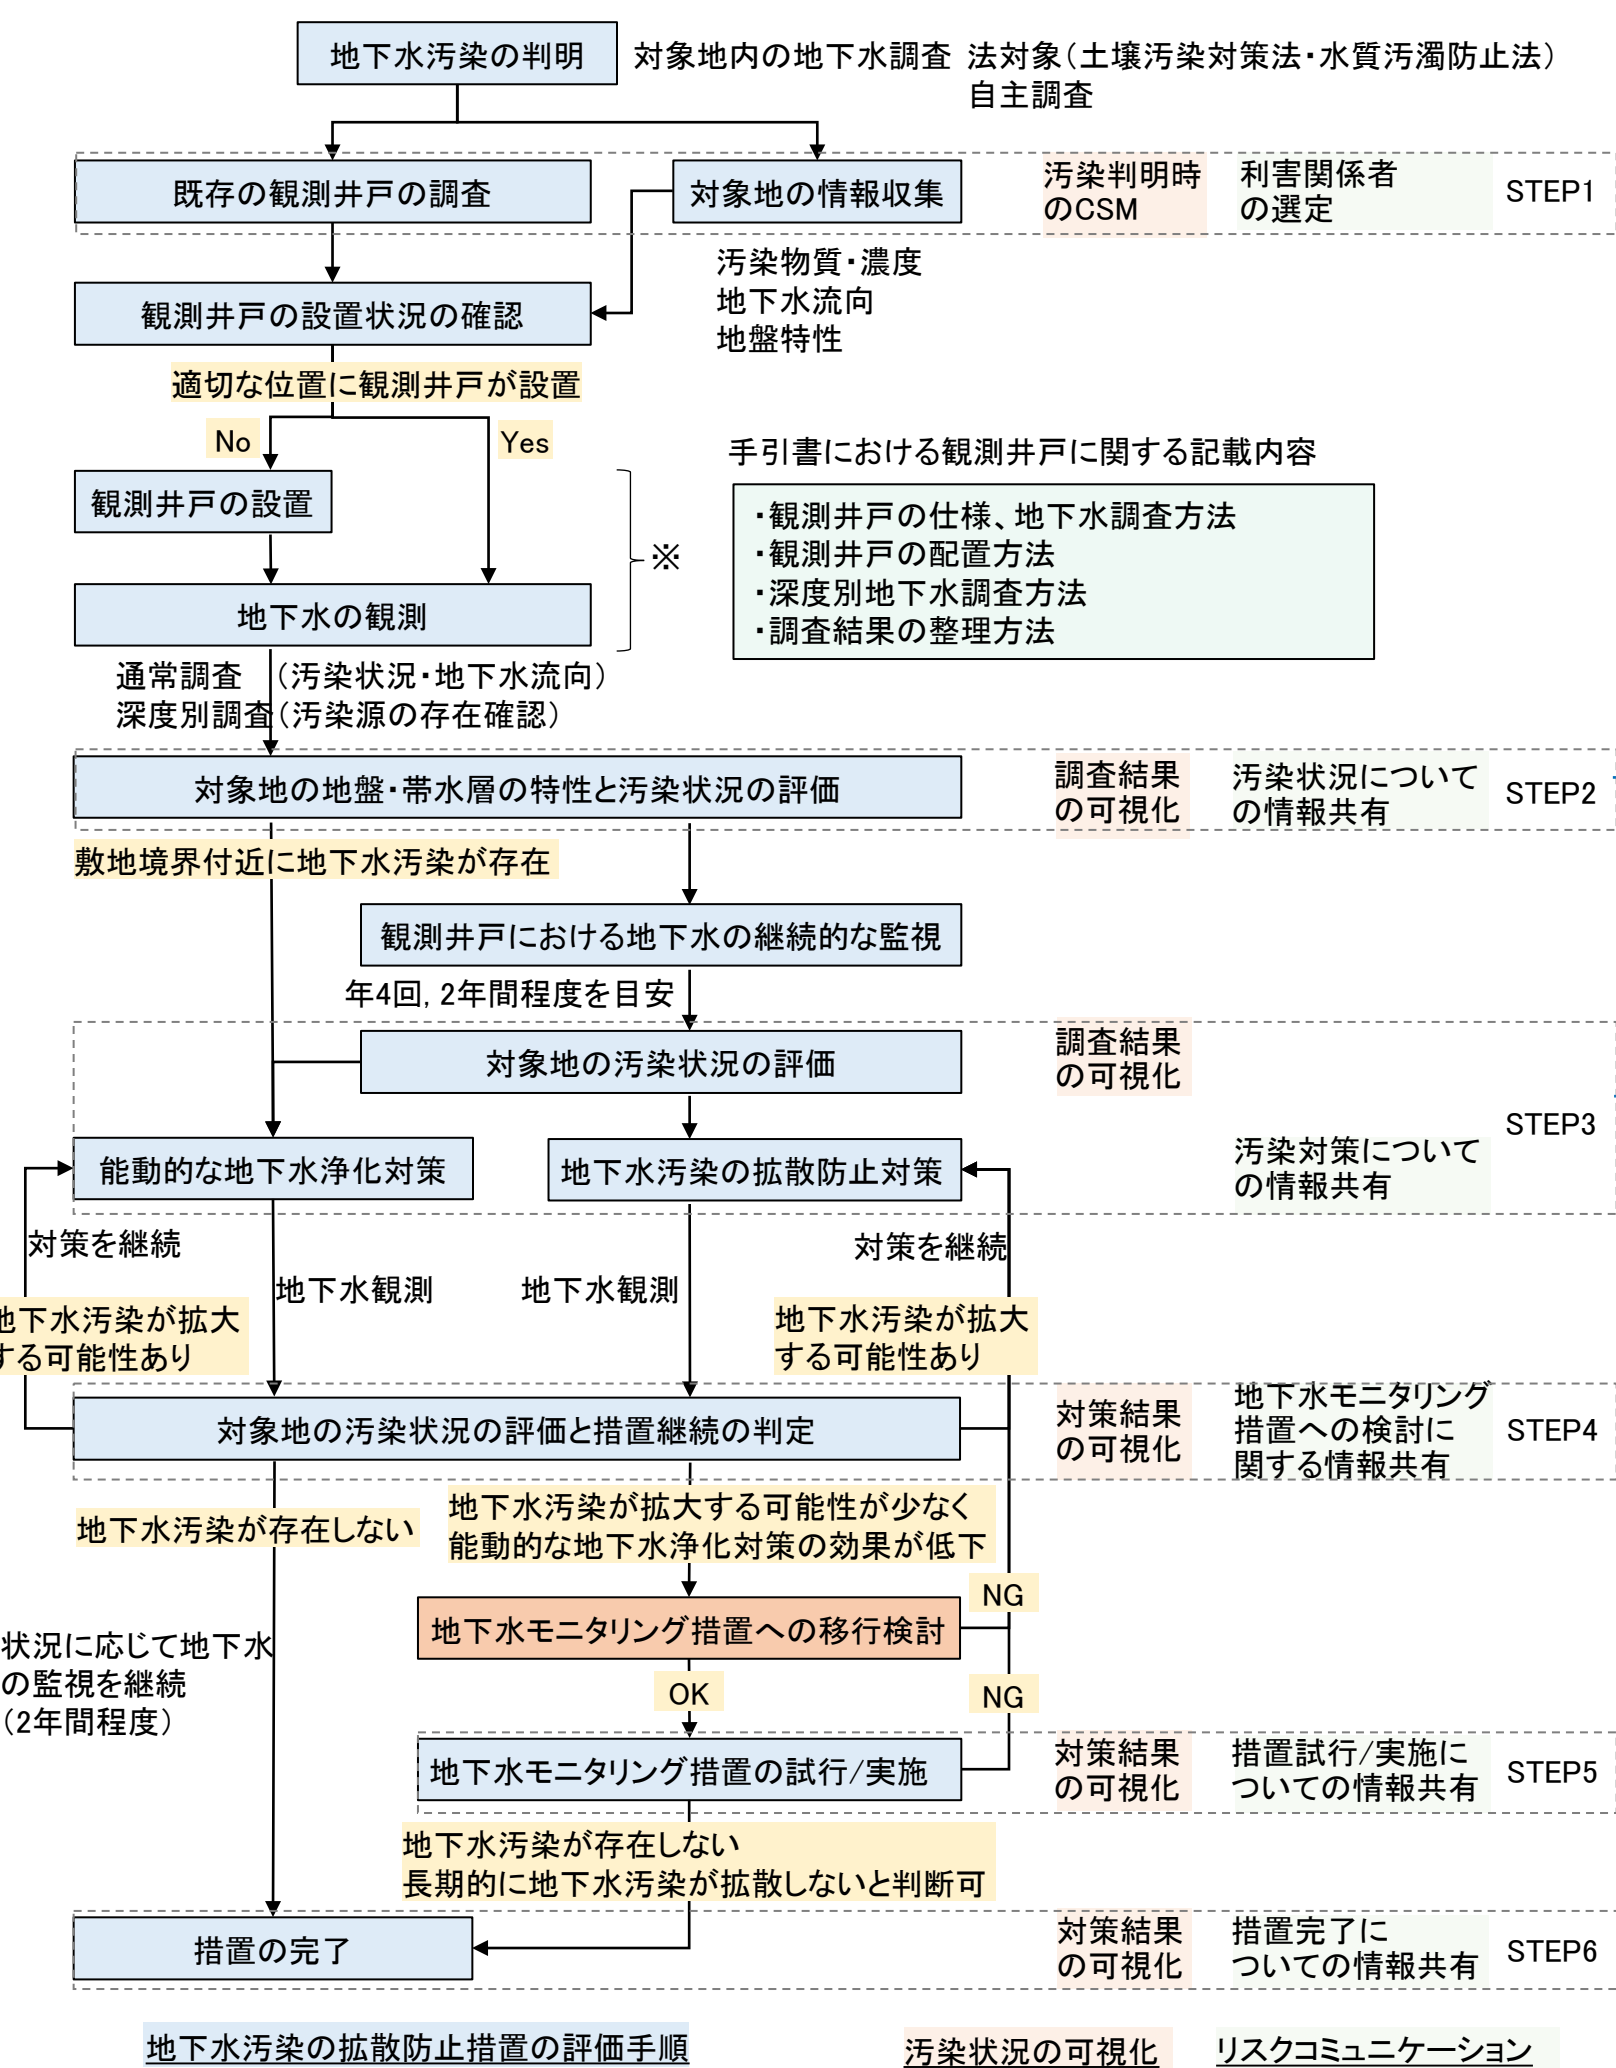 地下水汚染の判明
対象地内の地下水調査 法対象(土壌汚染対策法・水質汚濁防止法)
自主調査
既存の観測井戸の調査
対象地の情報収集
汚染判明時
のCSM
利害関係者
の選定
STEP1
汚染物質・濃度
地下水流向
地盤特性
観測井戸の設置状況の確認
適切な位置に観測井戸が設置
No
Yes
観測井戸の設置
※
地下水の観測
手引書における観測井戸に関する記載内容
・観測井戸の仕様、地下水調査方法
・観測井戸の配置方法
・深度別地下水調査方法
・調査結果の整理方法
通常調査 (汚染状況・地下水流向)
深度別調査(汚染源の存在確認)
対象地の地盤・帯水層の特性と汚染状況の評価
調査結果
の可視化
汚染状況について
の情報共有
STEP2
敷地境界付近に地下水汚染が存在
観測井戸における地下水の継続的な監視
年4回, 2年間程度を目安
対象地の汚染状況の評価
調査結果
の可視化
STEP3
能動的な地下水浄化対策
地下水汚染の拡散防止対策
汚染対策について
の情報共有
対策を継続
地下水観測
地下水観測
対策を継続
地下水汚染が拡大
する可能性あり
地下水汚染が拡大
する可能性あり
対象地の汚染状況の評価と措置継続の判定
対策結果
の可視化
地下水モニタリング
措置への検討に
関する情報共有
STEP4
地下水汚染が存在しない
地下水汚染が拡大する可能性が少なく
能動的な地下水浄化対策の効果が低下
NG
地下水モニタリング措置への移行検討
状況に応じて地下水
の監視を継続
(2年間程度)
OK
NG
地下水モニタリング措置の試行/実施
対策結果
の可視化
措置試行/実施に
ついての情報共有
STEP5
地下水汚染が存在しない
長期的に地下水汚染が拡散しないと判断可
措置の完了
対策結果
の可視化
措置完了に
ついての情報共有
STEP6
地下水汚染の拡散防止措置の評価手順
汚染状況の可視化
リスクコミュニケーション